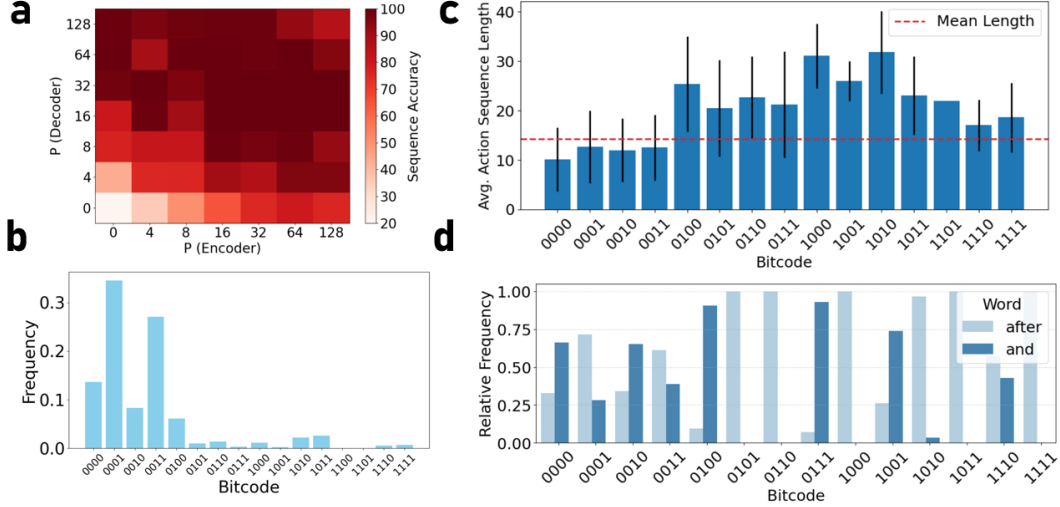 a
128
64
32
16
8
4
0
P (Decoder)
0 4 8 16 32 64 128
P (Encoder)
100
90
80
70
60
50
40
30
20
Sequence Accuracy
b
0.3
0.2
0.1
0.0
Frequency
0000 0001 0010 0011 0100 0101 0110 0111 1000 1001 1010 1011 1100 1101 1110 1111
Bitcode
c
Mean Length
40
30
20
10
0
Avg. Action Sequence Length
0000 0001 0010 0011 0100 0101 0110 0111 1000 1001 1010 1011 1101 1110 1111
Bitcode
d
Word
after
and
1.00
0.75
0.50
0.25
0.00
Relative Frequency
0000 0001 0010 0011 0100 0101 0110 0111 1000 1001 1010 1011 1110 1111
Bitcode